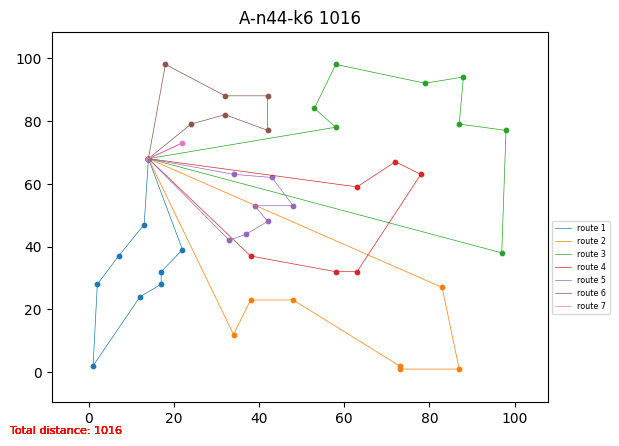 A-n44-k6 1016
100
80
60
40
20
0
0 20 40 60 80 100
route 1
route 2
route 3
route 4
route 5
route 6
route 7
Total distance: 1016